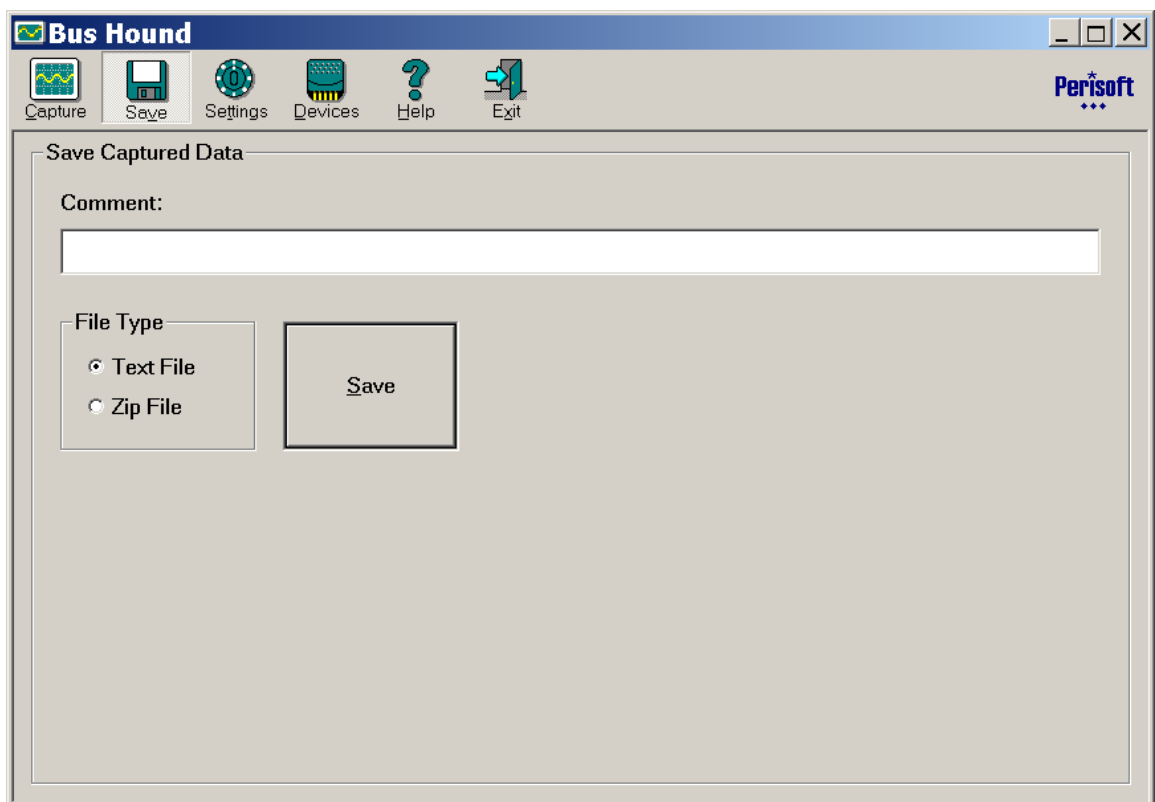 Bus Hound
Capture Save Settings Devices Help Exit
Perisoft
Save Captured Data
Comment:
File Type
Text File
Zip File
Save